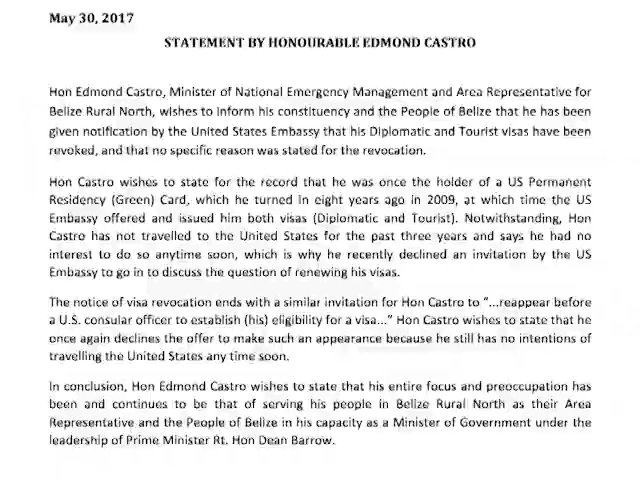 May 30, 2017
STATEMENT BY HONOURABLE EDMOND CASTRO
Hon Edmond Castro, Minister of National Emergency Management and Area Representative for
Belize Rural North, wishes to inform his constituency and the People of Belize that he has been
given notification by the United States Embassy that his Diplomatic and Tourist visas have been
revoked, and that no specific reason was stated for the revocation.
Hon Castro wishes to state for the record that he was once the holder of a US Permanent
Residency (Green) Card, which he turned in eight years ago in 2009, at which time the US
Embassy offered and issued him both visas (Diplomatic and Tourist). Notwithstanding, Hon
Castro has not travelled to the United States for the past three years and says he had no
interest to do so anytime soon, which is why he recently declined an invitation by the US
Embassy to go in to discuss the question of renewing his visas.
The notice of visa revocation ends with a similar invitation for Hon Castro to "...reappear before
a U.S. consular officer to establish (his) eligibility for a visa..." Hon Castro wishes to state that he
once again declines the offer to make such an appearance because he still has no intentions of
travelling the United States any time soon.
In conclusion, Hon Edmond Castro wishes to state that his entire focus and preoccupation has
been and continues to be that of serving his people in Belize Rural North as their Area
Representative and the People of Belize in his capacity as a Minister of Government under the
leadership of Prime Minister Rt. Hon Dean Barrow.